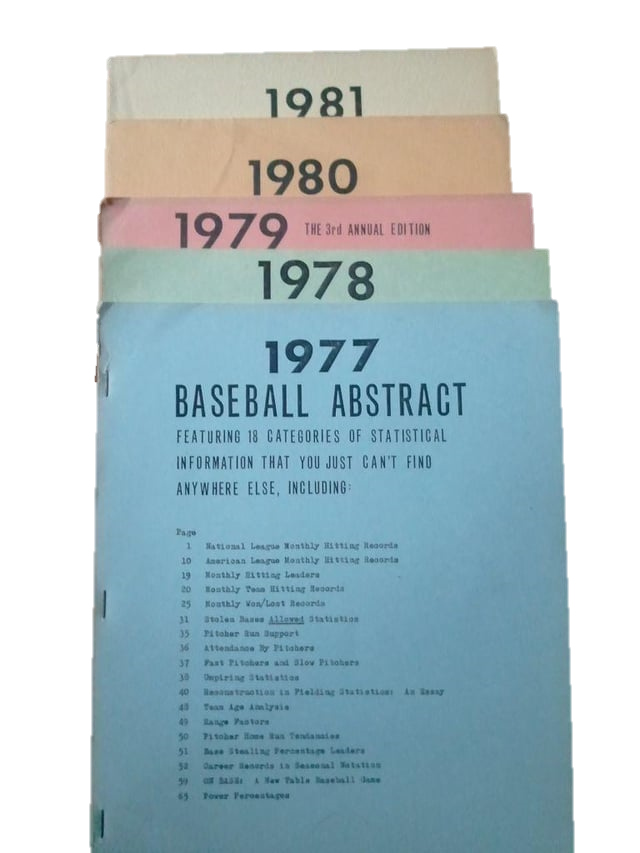 1981
1980
1979 THE 3rd ANNUAL EDITION
1978
1977
BASEBALL ABSTRACT
FEATURING 18 CATEGORIES OF STATISTICAL
INFORMATION THAT YOU JUST CAN'T FIND
ANYWHERE ELSE, INCLUDING:
Page
1 National League Monthly Hitting Records
10 American League Monthly Hitting Records
19 Monthly Hitting Leaders
20 Monthly Team Hitting Records
25 Monthly Won/Lost Records
31 Stolen Bases Allowed Statistics
35 Pitcher Run Support
36 Attendance By Pitchers
37 Fast Pitchers and Slow Pitchers
38 Umpiring Statistics
40 Reconstruction in Fielding Statistics: An Essay
48 Team Age Analysis
49 Range Factors
50 Pitcher Home Run Tendancies
51 Base Stealing Percentage Leaders
52 Career Records in Seasonal Notation
59 ON BASE: A New Table Baseball Game
65 Power Percentages